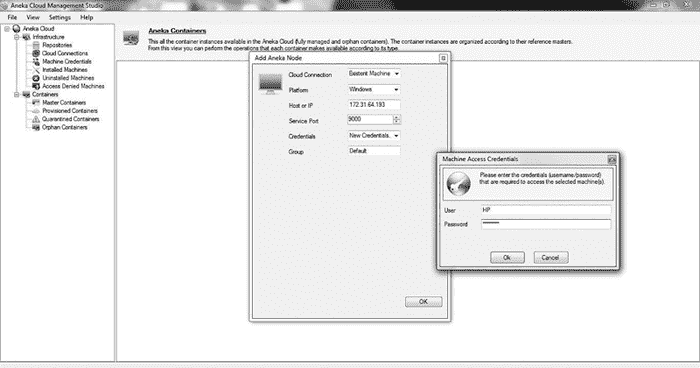 Aneka Cloud Management Studio
File View Settings Help
Aneka Cloud
Infrastructure
Repositories
Cloud Connections
Machine Credentials
Installed Machines
Uninstalled Machines
Access Denied Machines
Containers
Master Containers
Provisioned Containers
Quarantined Containers
Orphan Containers
Aneka Containers
This all the container instances available in the Aneka Cloud (fully managed and orphan containers). The container instances are organized according to their reference masters.
From this view you can perform the operations that each container makes available according to its type.
Add Aneka Node
Cloud Connection Existent Machine
Platform Windows
Host or IP 172.31.64.193
Service Port 9000
Credentials New Credentials.
Group Default
OK
Machine Access Credentials
Please enter the credentials (username/password)
that are required to access the selected machine(s).
User HP
Password
Ok Cancel